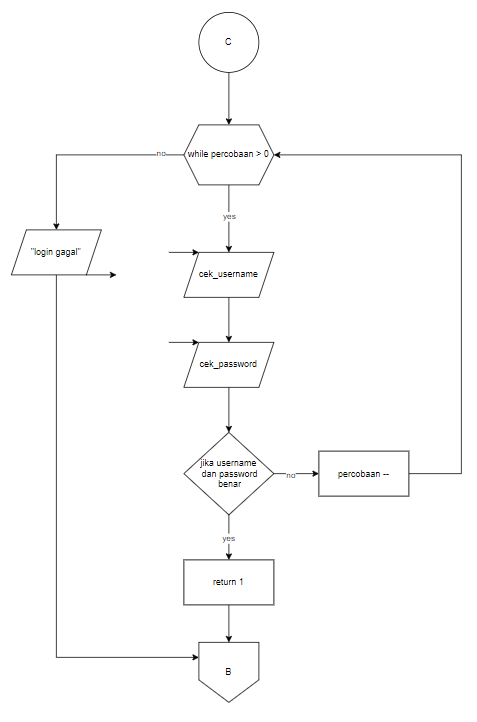 C
while percobaan > 0
no
yes
"login gagal"
cek_username
cek_password
jika username
dan password
benar
no
percobaan --
yes
return 1
B